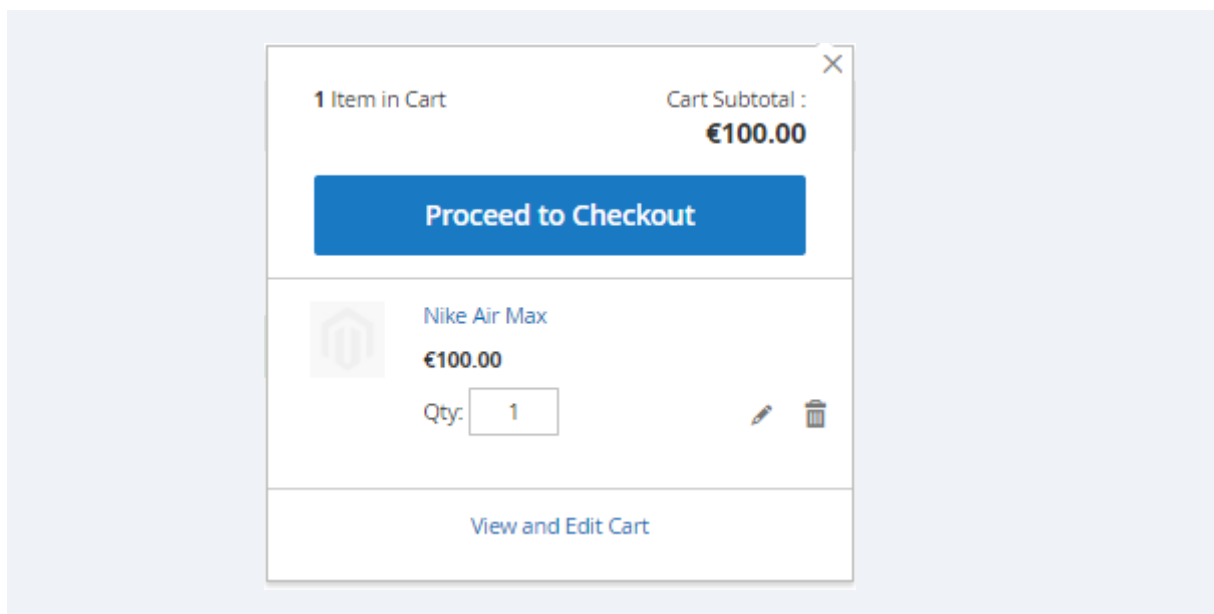 1 Item in Cart
Cart Subtotal :
€100.00
Proceed to Checkout
Nike Air Max
€100.00
Qty: 1
View and Edit Cart